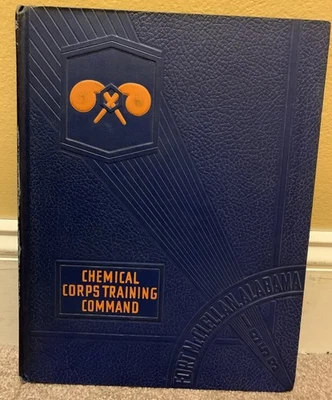 CHEMICAL
CORPS TRAINING
COMMAND
FORT McCLELLAN, ALABAMA